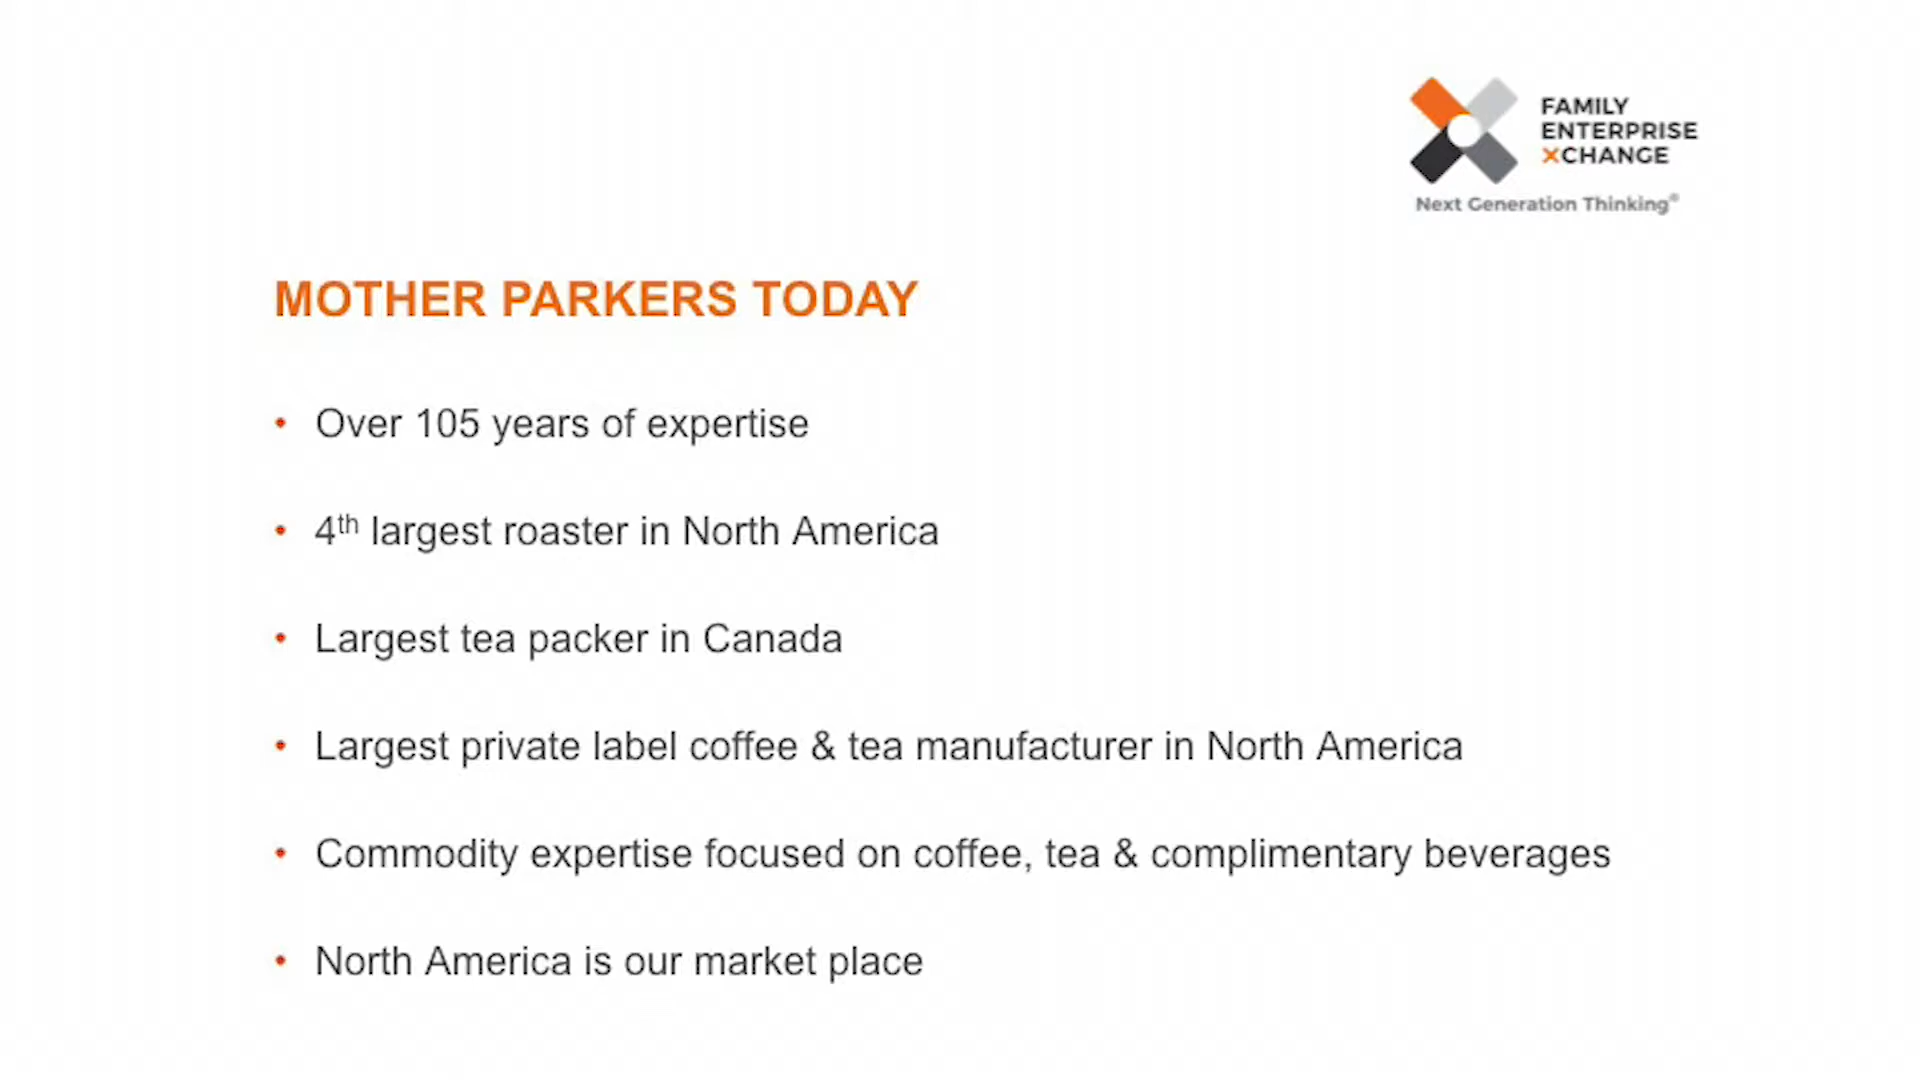 FAMILY
ENTERPRISE
XCHANGE
Next Generation Thinking®
MOTHER PARKERS TODAY
• Over 105 years of expertise
• 4th largest roaster in North America
• Largest tea packer in Canada
• Largest private label coffee & tea manufacturer in North America
• Commodity expertise focused on coffee, tea & complimentary beverages
• North America is our market place